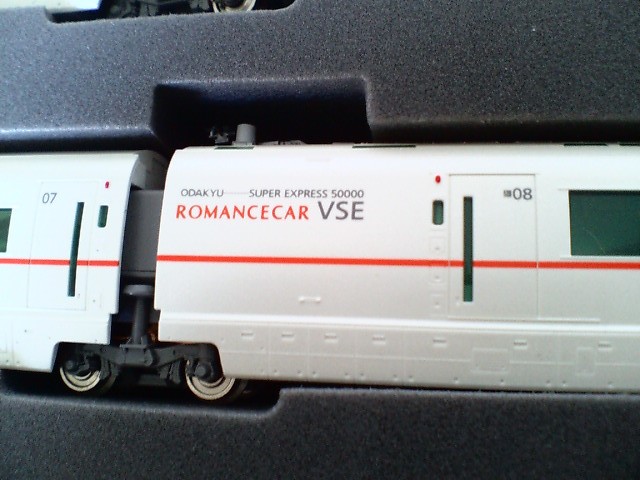 07
ODAKYU SUPER EXPRESS 50000
ROMANCECAR VSE
08